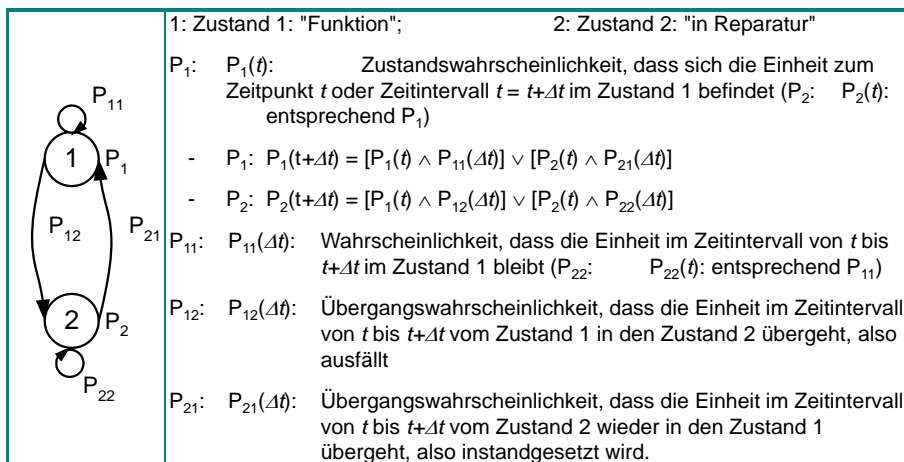 1: Zustand 1: "Funktion"; 2: Zustand 2: "in Reparatur"
P₁: P₁(t): Zustandswahrscheinlichkeit, dass sich die Einheit zum
Zeitpunkt t oder Zeitintervall t = t+Δt im Zustand 1 befindet (P₂: P₂(t):
entsprechend P₁)
- P₁: P₁(t+Δt) = [P₁(t) ∧ P₁₁(Δt)] ∨ [P₂(t) ∧ P₂₁(Δt)]
- P₂: P₂(t+Δt) = [P₁(t) ∧ P₁₂(Δt)] ∨ [P₂(t) ∧ P₂₂(Δt)]
P₁₁: P₁₁(Δt): Wahrscheinlichkeit, dass die Einheit im Zeitintervall von t bis
t+Δt im Zustand 1 bleibt (P₂₂: P₂₂(t): entsprechend P₁₁)
P₁₂: P₁₂(Δt): Übergangswahrscheinlichkeit, dass die Einheit im Zeitintervall
von t bis t+Δt vom Zustand 1 in den Zustand 2 übergeht, also
ausfällt
P₂₁: P₂₁(Δt): Übergangswahrscheinlichkeit, dass die Einheit im Zeitintervall
von t bis t+Δt vom Zustand 2 wieder in den Zustand 1
übergeht, also instandgesetzt wird.
P₁₁
1 P₁
P₁₂ P₂₁
2 P₂
P₂₂